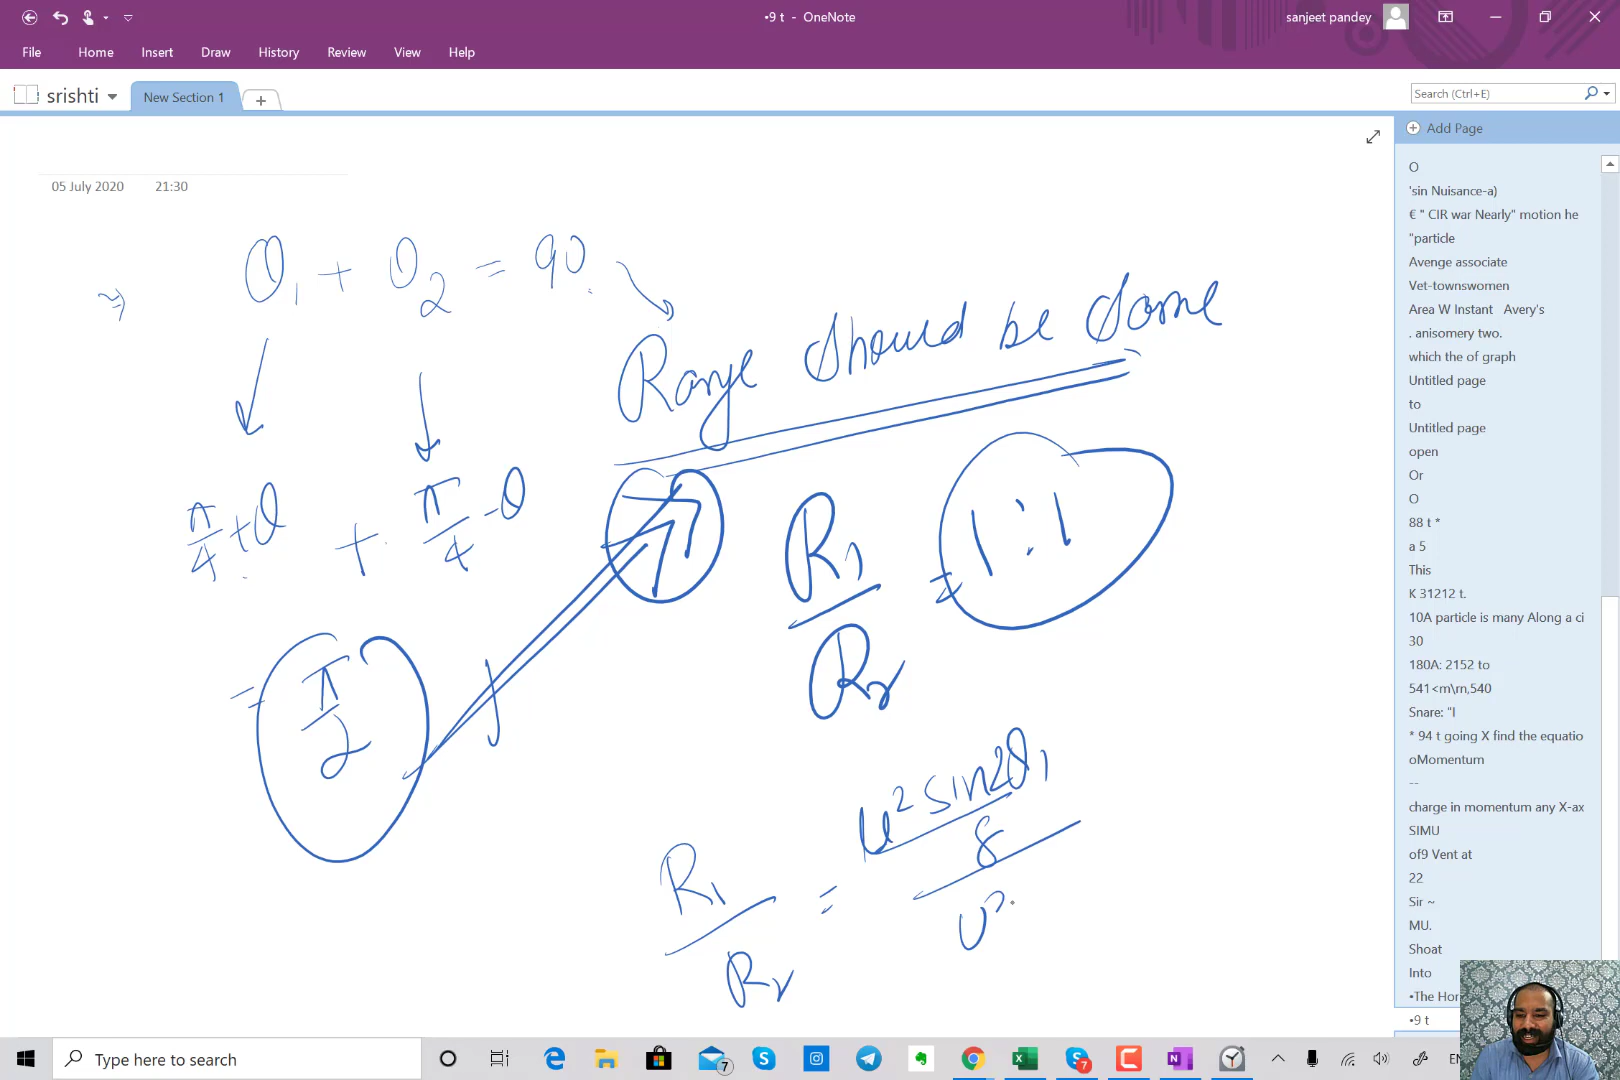 •9 t - OneNote
sanjeet pandey
File Home Insert Draw History Review View Help
srishti
New Section 1
Search (Ctrl+E)
05 July 2020 21:30
⇒ θ₁ + θ₂ = 90
Range should be same
π/4 + θ + π/4 - θ
= π/2
R₁/R₂ = 1:1
R₁/R₂ = u² sin2θ₁/g / u²
Add Page
O
'sin Nuisance-a)
€ " CIR war Nearly" motion he
"particle
Avenge associate
Vet-townswomen
Area W Instant Avery's
. anisomery two.
which the of graph
Untitled page
to
Untitled page
open
Or
O
88 t *
a 5
This
K 31212 t.
10A particle is many Along a ci
30
180A: 2152 to
541<m\rn,540
Snare: "I
* 94 t going X find the equatio
oMomentum
--
charge in momentum any X-ax
SIMU
of9 Vent at
22
Sir ~
MU.
Shoat
Into
•The Hor
•9 t
Type here to search
7
7